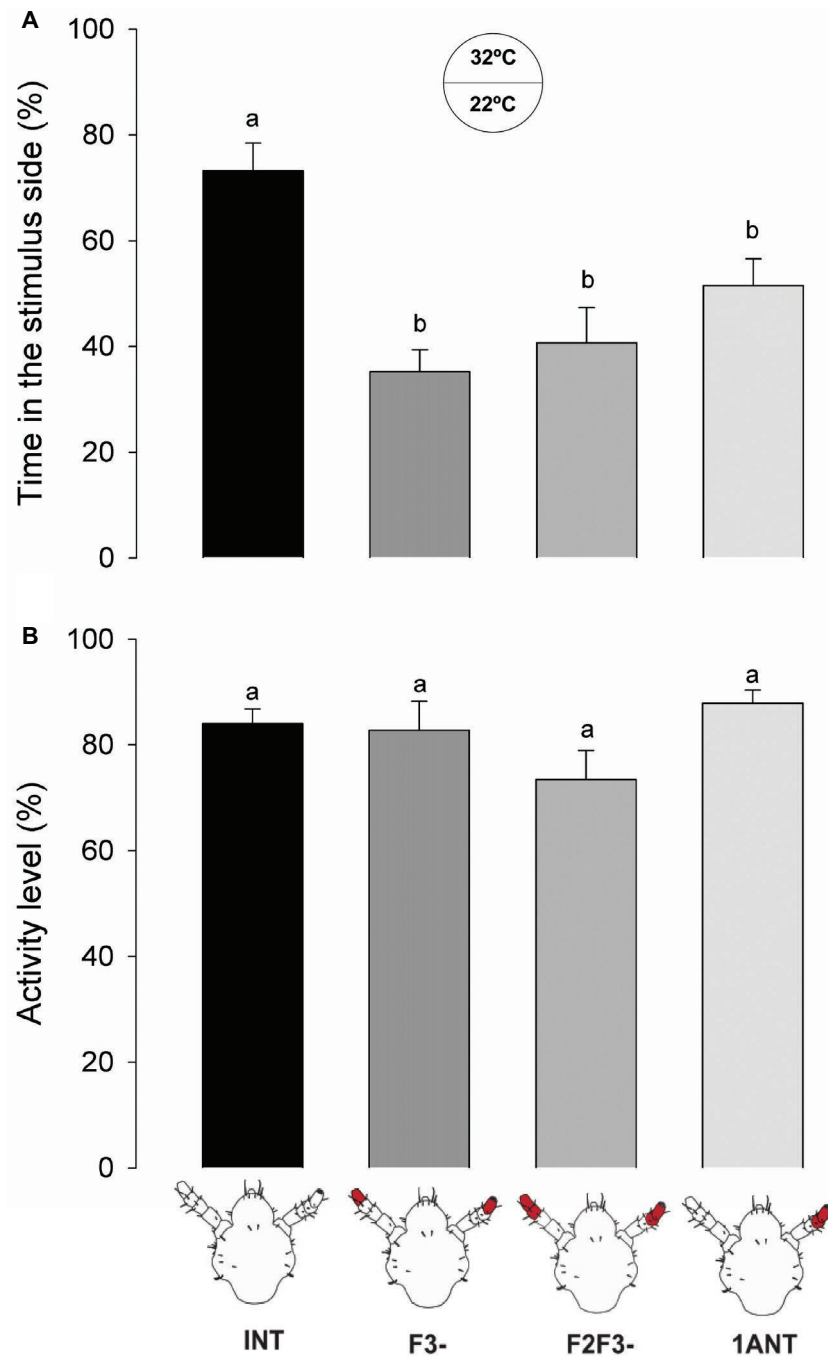 A
Time in the stimulus side (%)
100
80
60
40
20
0
32ºC
22ºC
a
b
b
b
B
Activity level (%)
100
80
60
40
20
0
a
a
a
a
INT
F3-
F2F3-
1ANT